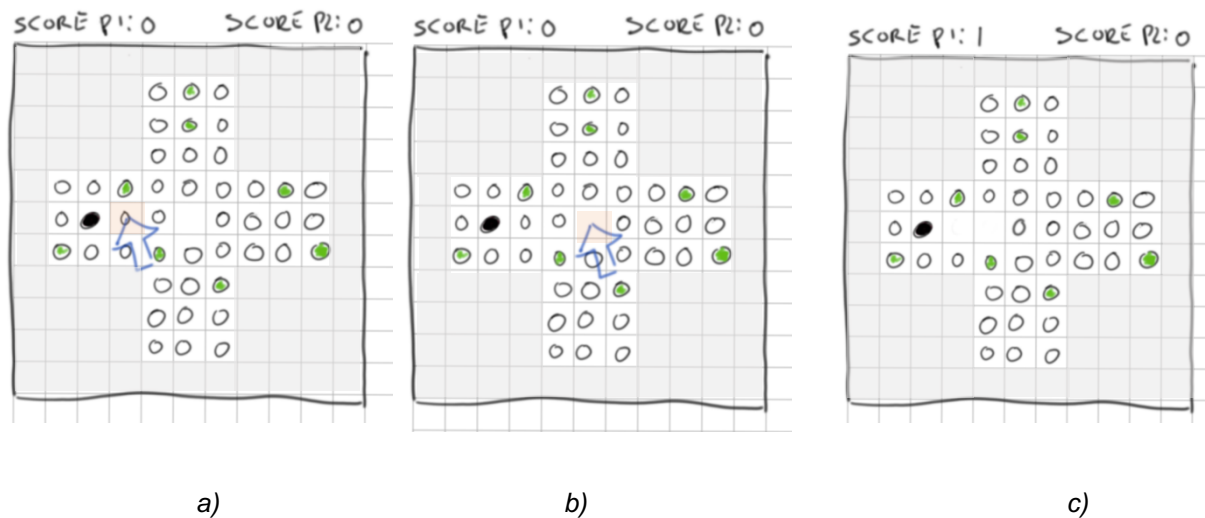 SCORE P1: 0 SCORE P2: 0
SCORE P1: 0 SCORE P2: 0
SCORE P1: 1 SCORE P2: 0
a)
b)
c)